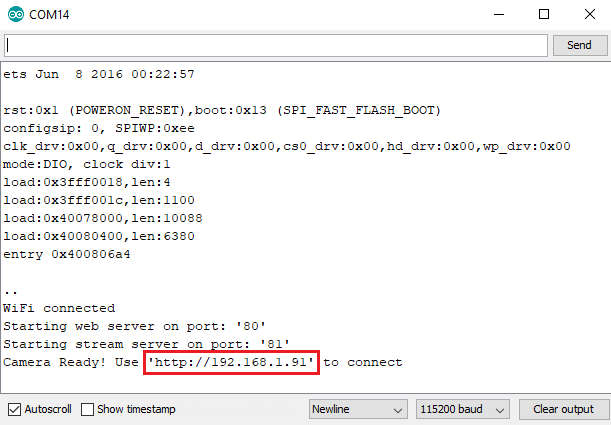 COM14
Send
ets Jun  8 2016 00:22:57
rst:0x1 (POWERON_RESET),boot:0x13 (SPI_FAST_FLASH_BOOT)
configsip: 0, SPIWP:0xee
clk_drv:0x00,q_drv:0x00,d_drv:0x00,cs0_drv:0x00,hd_drv:0x00,wp_drv:0x00
mode:DIO, clock div:1
load:0x3fff0018,len:4
load:0x3fff001c,len:1100
load:0x40078000,len:10088
load:0x40080400,len:6380
entry 0x400806a4
..
WiFi connected
Starting web server on port: '80'
Starting stream server on port: '81'
Camera Ready! Use 'http://192.168.1.91' to connect
Autoscroll Show timestamp Newline 115200 baud Clear output